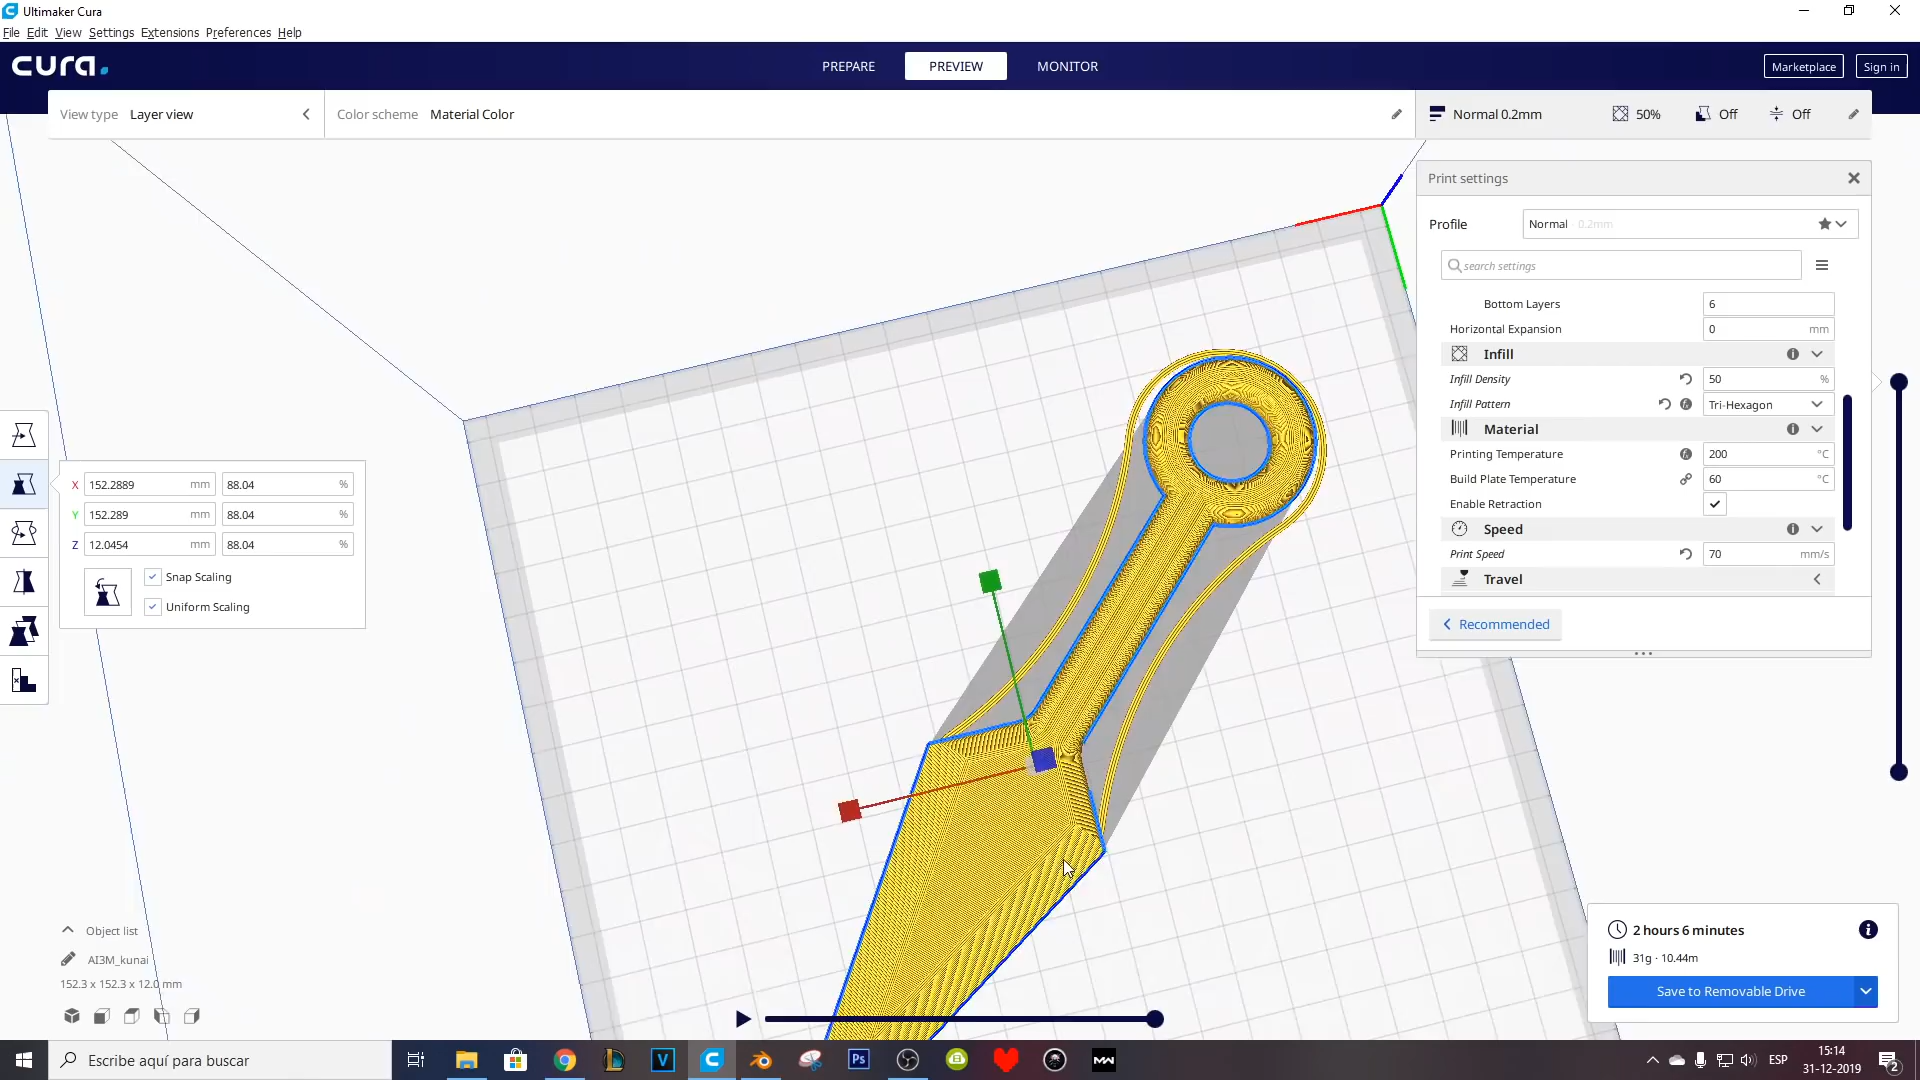 Ultimaker Cura
File Edit View Settings Extensions Preferences Help
cura.
PREPARE
PREVIEW
MONITOR
Marketplace
Sign in
View type Layer view
Color scheme Material Color
Normal 0.2mm
50%
Off
Off
Print settings
Profile
Normal 0.2mm
search settings
Bottom Layers 6
Horizontal Expansion 0 mm
Infill
Infill Density 50 %
Infill Pattern Tri-Hexagon
Material
Printing Temperature 200 °C
Build Plate Temperature 60 °C
Enable Retraction
Speed
Print Speed 70 mm/s
Travel
Recommended
X 152.2889 mm 88.04 %
Y 152.289 mm 88.04 %
Z 12.0454 mm 88.04 %
Snap Scaling
Uniform Scaling
Object list
AI3M_kunai
152.3 x 152.3 x 12.0 mm
2 hours 6 minutes
31g · 10.44m
Save to Removable Drive
Escribe aquí para buscar
V
C
Ps
MW
ESP
15:14
31-12-2019
2